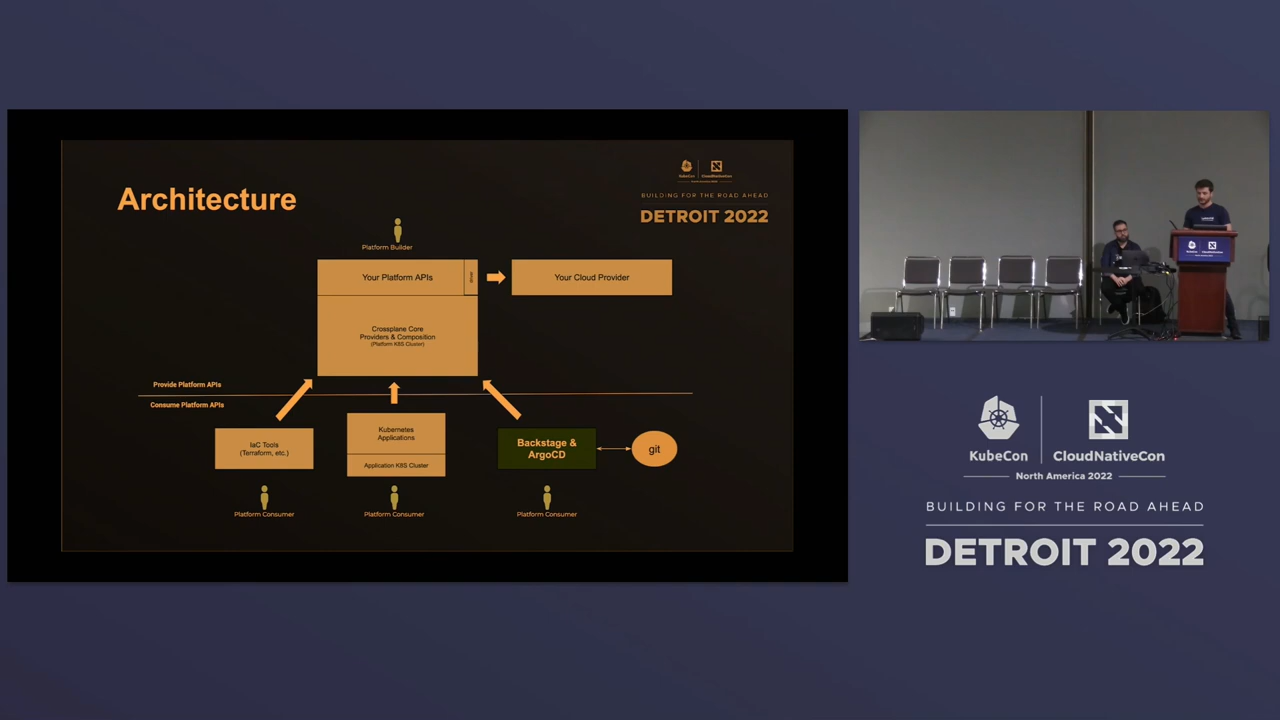 Architecture
KubeCon
CloudNativeCon
BUILDING FOR THE ROAD AHEAD
DETROIT 2022
Platform Builder
Your Platform APIs
Your Cloud Provider
Crossplane Core
Providers & Composition
(Platform K8S Cluster)
Provide Platform APIs
Consume Platform APIs
IaC Tools
(Terraform, etc.)
Kubernetes
Applications
Application K8S Cluster
Backstage &
ArgoCD
git
Platform Consumer
Platform Consumer
Platform Consumer
KubeCon
CloudNativeCon
North America 2022
BUILDING FOR THE ROAD AHEAD
DETROIT 2022